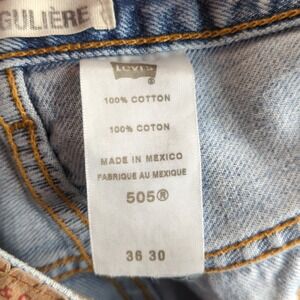 GULIÈRE
Levi's
®
100% COTTON
100% COTON
MADE IN MEXICO
FABRIQUE AU MEXIQUE
505®
36 30